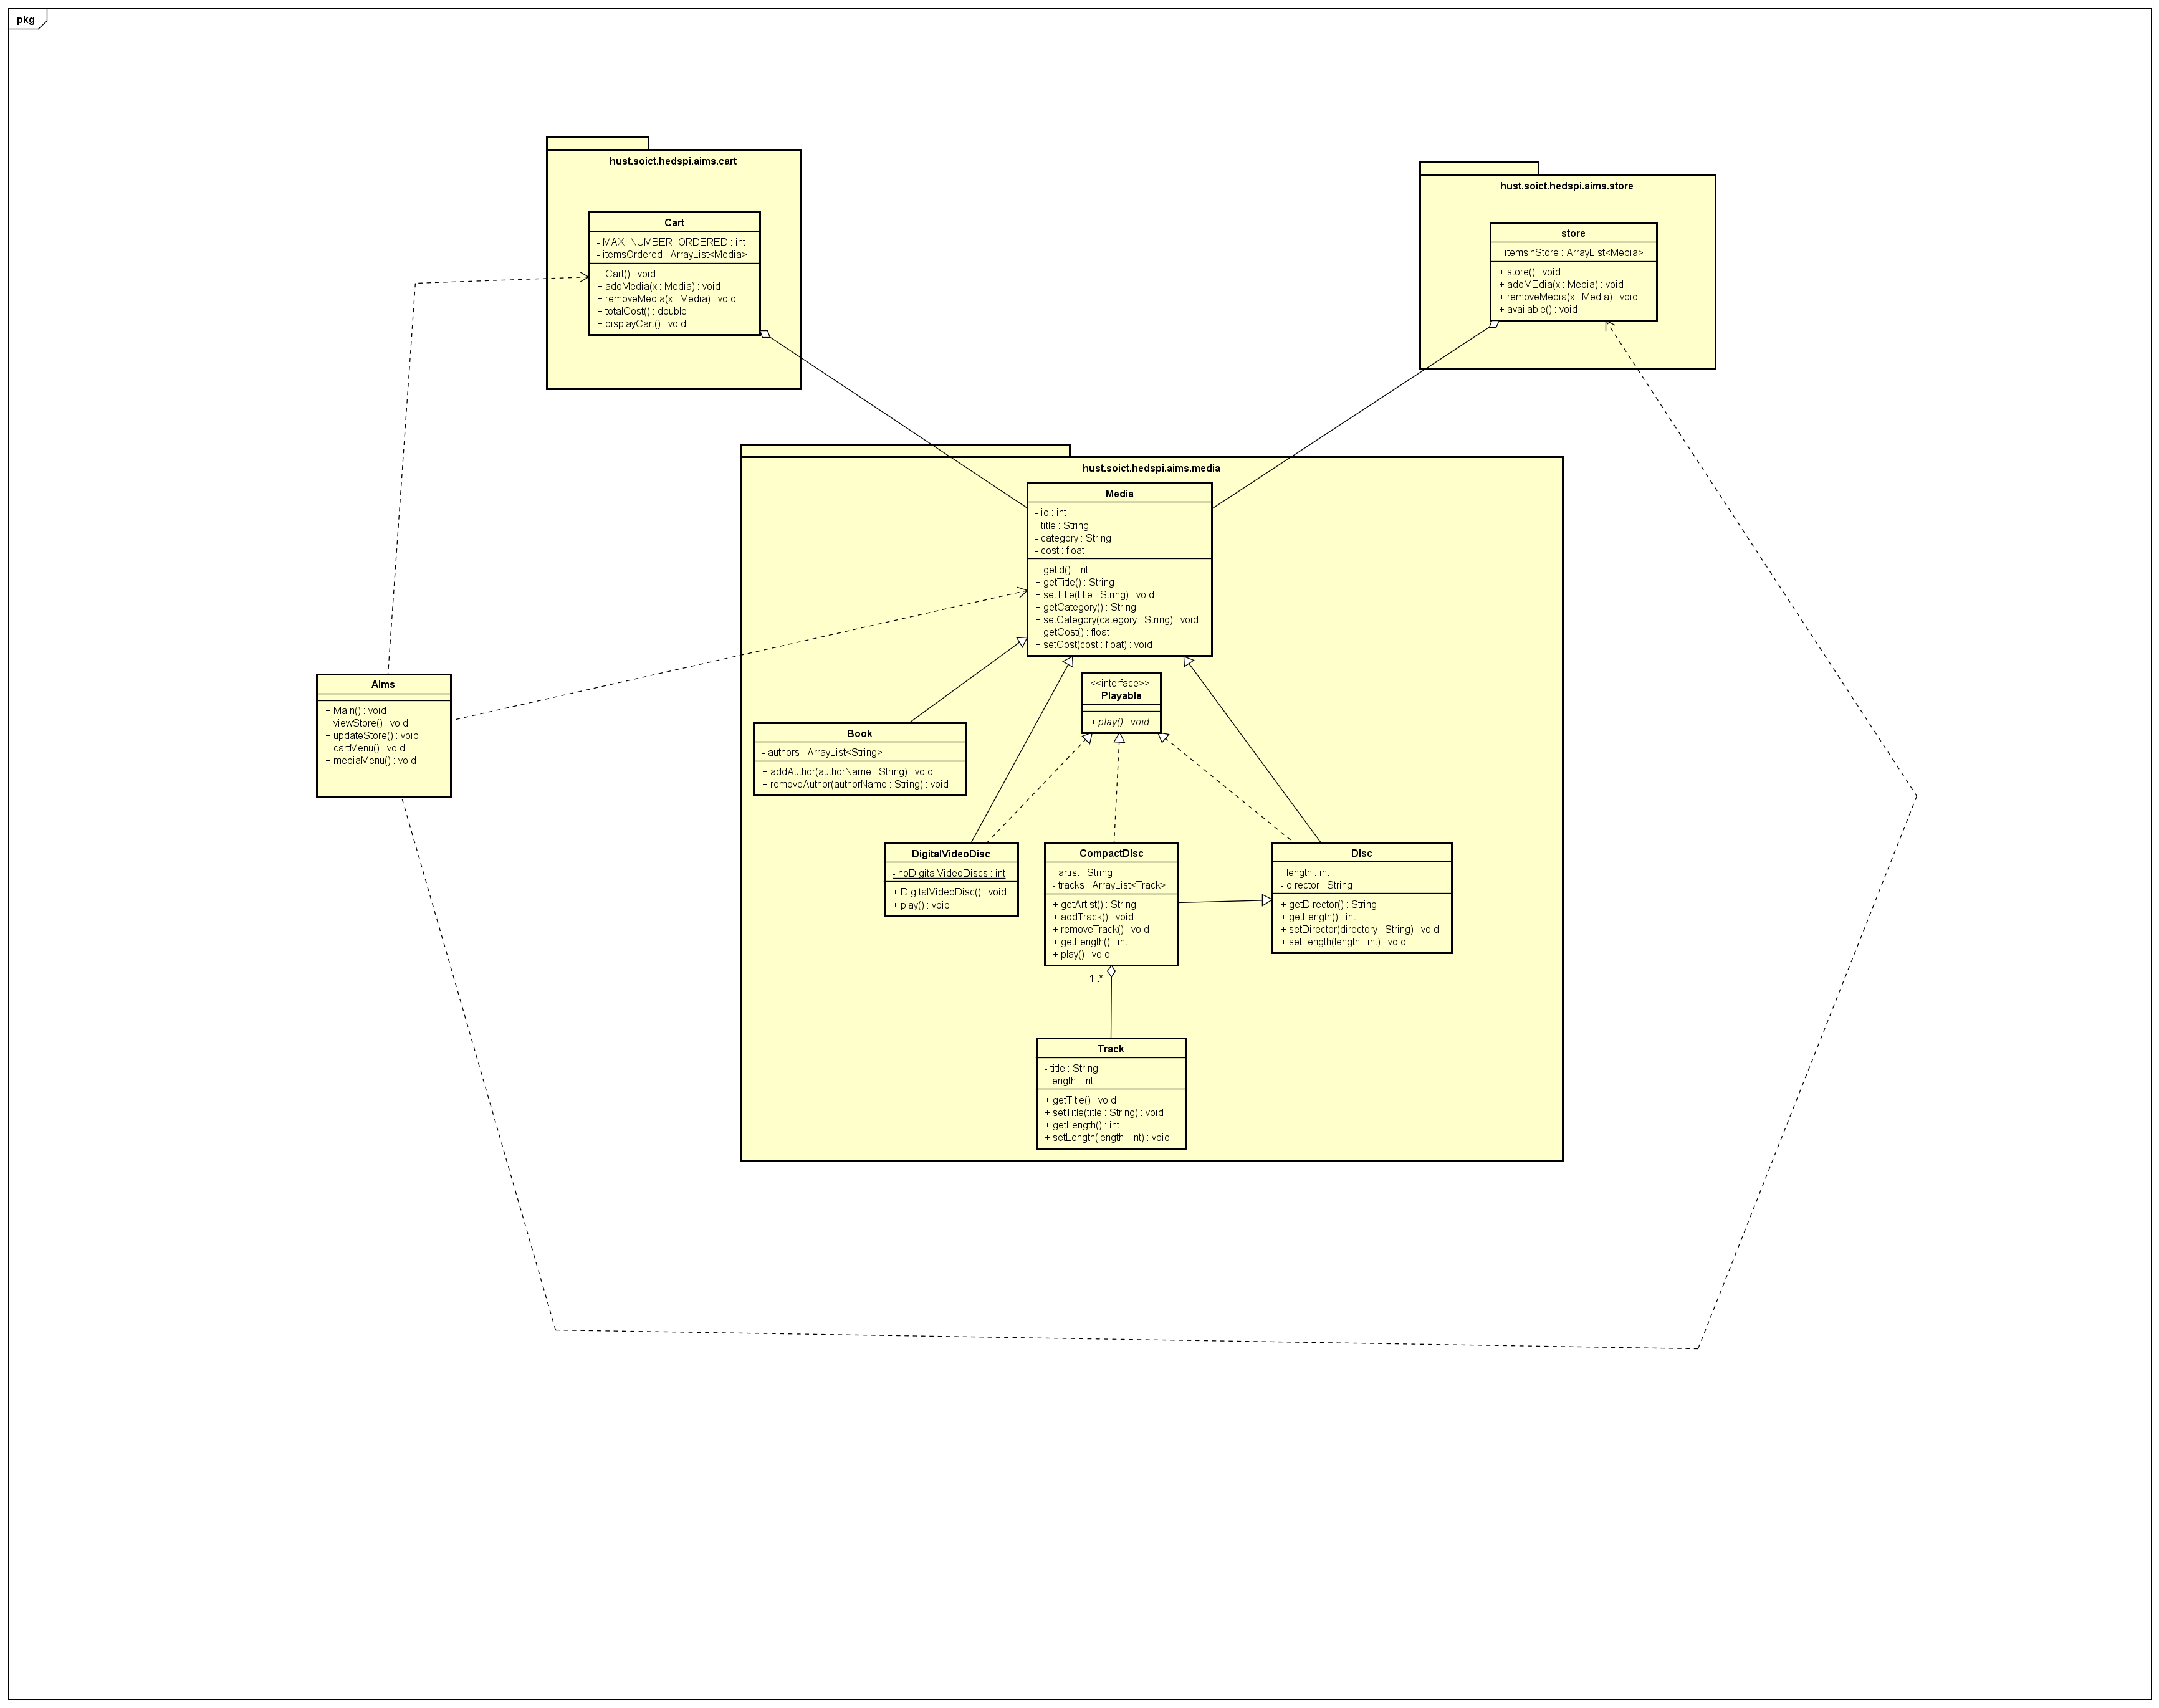 pkg
hust.soict.hedspi.aims.cart
Cart
- MAX_NUMBER_ORDERED : int
- itemsOrdered : ArrayList<Media>
+ Cart() : void
+ addMedia(x : Media) : void
+ removeMedia(x : Media) : void
+ totalCost() : double
+ displayCart() : void
hust.soict.hedspi.aims.store
store
- itemsInStore : ArrayList<Media>
+ store() : void
+ addMEdia(x : Media) : void
+ removeMedia(x : Media) : void
+ available() : void
hust.soict.hedspi.aims.media
Media
- id : int
- title : String
- category : String
- cost : float
+ getId() : int
+ getTitle() : String
+ setTitle(title : String) : void
+ getCategory() : String
+ setCategory(category : String) : void
+ getCost() : float
+ setCost(cost : float) : void
Aims
+ Main() : void
+ viewStore() : void
+ updateStore() : void
+ cartMenu() : void
+ mediaMenu() : void
<<interface>>
Playable
+ play() : void
Book
- authors : ArrayList<String>
+ addAuthor(authorName : String) : void
+ removeAuthor(authorName : String) : void
DigitalVideoDisc
- nbDigitalVideoDiscs : int
+ DigitalVideoDisc() : void
+ play() : void
CompactDisc
- artist : String
- tracks : ArrayList<Track>
+ getArtist() : String
+ addTrack() : void
+ removeTrack() : void
+ getLength() : int
+ play() : void
Disc
- length : int
- director : String
+ getDirector() : String
+ getLength() : int
+ setDirector(directory : String) : void
+ setLength(length : int) : void
1..*
Track
- title : String
- length : int
+ getTitle() : void
+ setTitle(title : String) : void
+ getLength() : int
+ setLength(length : int) : void